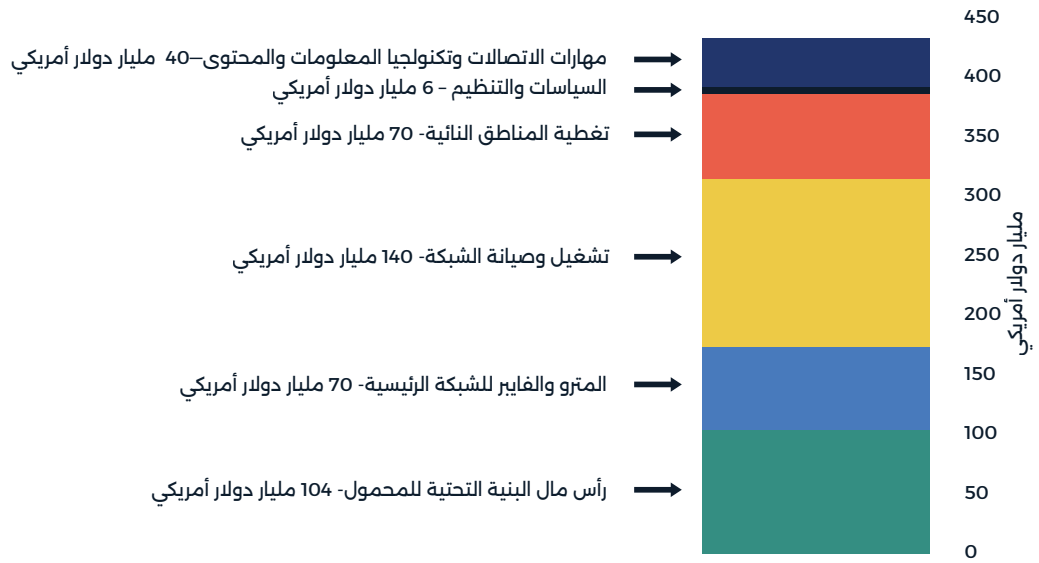 مهارات الاتصالات وتكنولجيا المعلومات والمحتوى–40 مليار دولار أمريكي
السياسات والتنظيم - 6 مليار دولار أمريكي
تغطية المناطق النائية- 70 مليار دولار أمريكي
تشغيل وصيانة الشبكة- 140 مليار دولار أمريكي
المترو والفايبر للشبكة الرئيسية- 70 مليار دولار أمريكي
رأس مال البنية التحتية للمحمول- 104 مليار دولار أمريكي
450
400
350
300
250
200
150
100
50
0
مليار دولار أمريكي